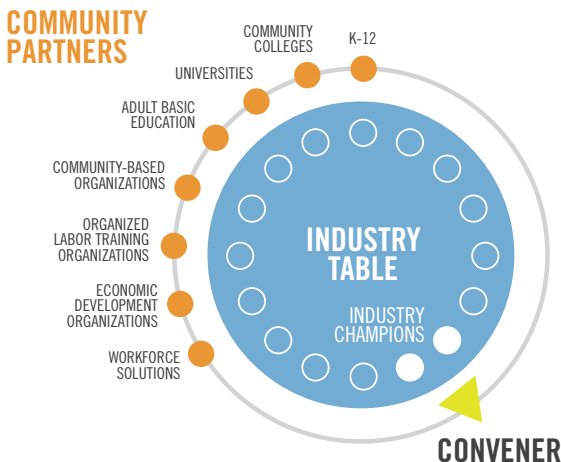 COMMUNITY
PARTNERS
COMMUNITY
COLLEGES
K-12
UNIVERSITIES
ADULT BASIC
EDUCATION
COMMUNITY-BASED
ORGANIZATIONS
ORGANIZED
LABOR TRAINING
ORGANIZATIONS
ECONOMIC
DEVELOPMENT
ORGANIZATIONS
WORKFORCE
SOLUTIONS
INDUSTRY
TABLE
INDUSTRY
CHAMPIONS
CONVENER